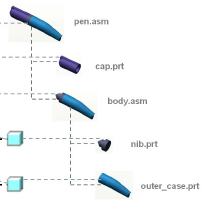 pen.asm
cap.prt
body.asm
nib.prt
outer_case.prt